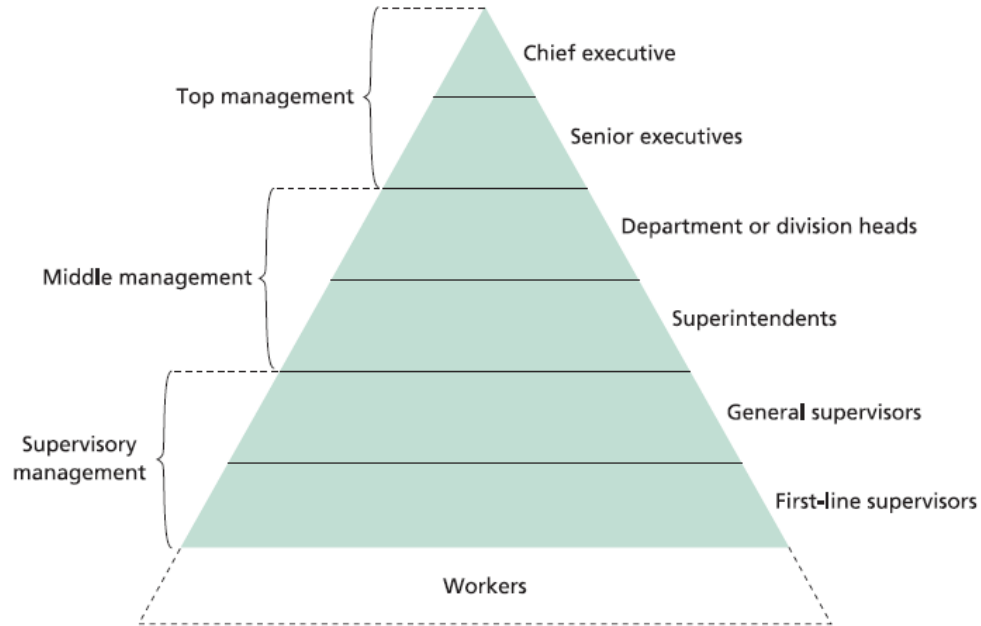 Chief executive
Top management
Senior executives
Department or division heads
Middle management
Superintendents
General supervisors
Supervisory
management
First-line supervisors
Workers